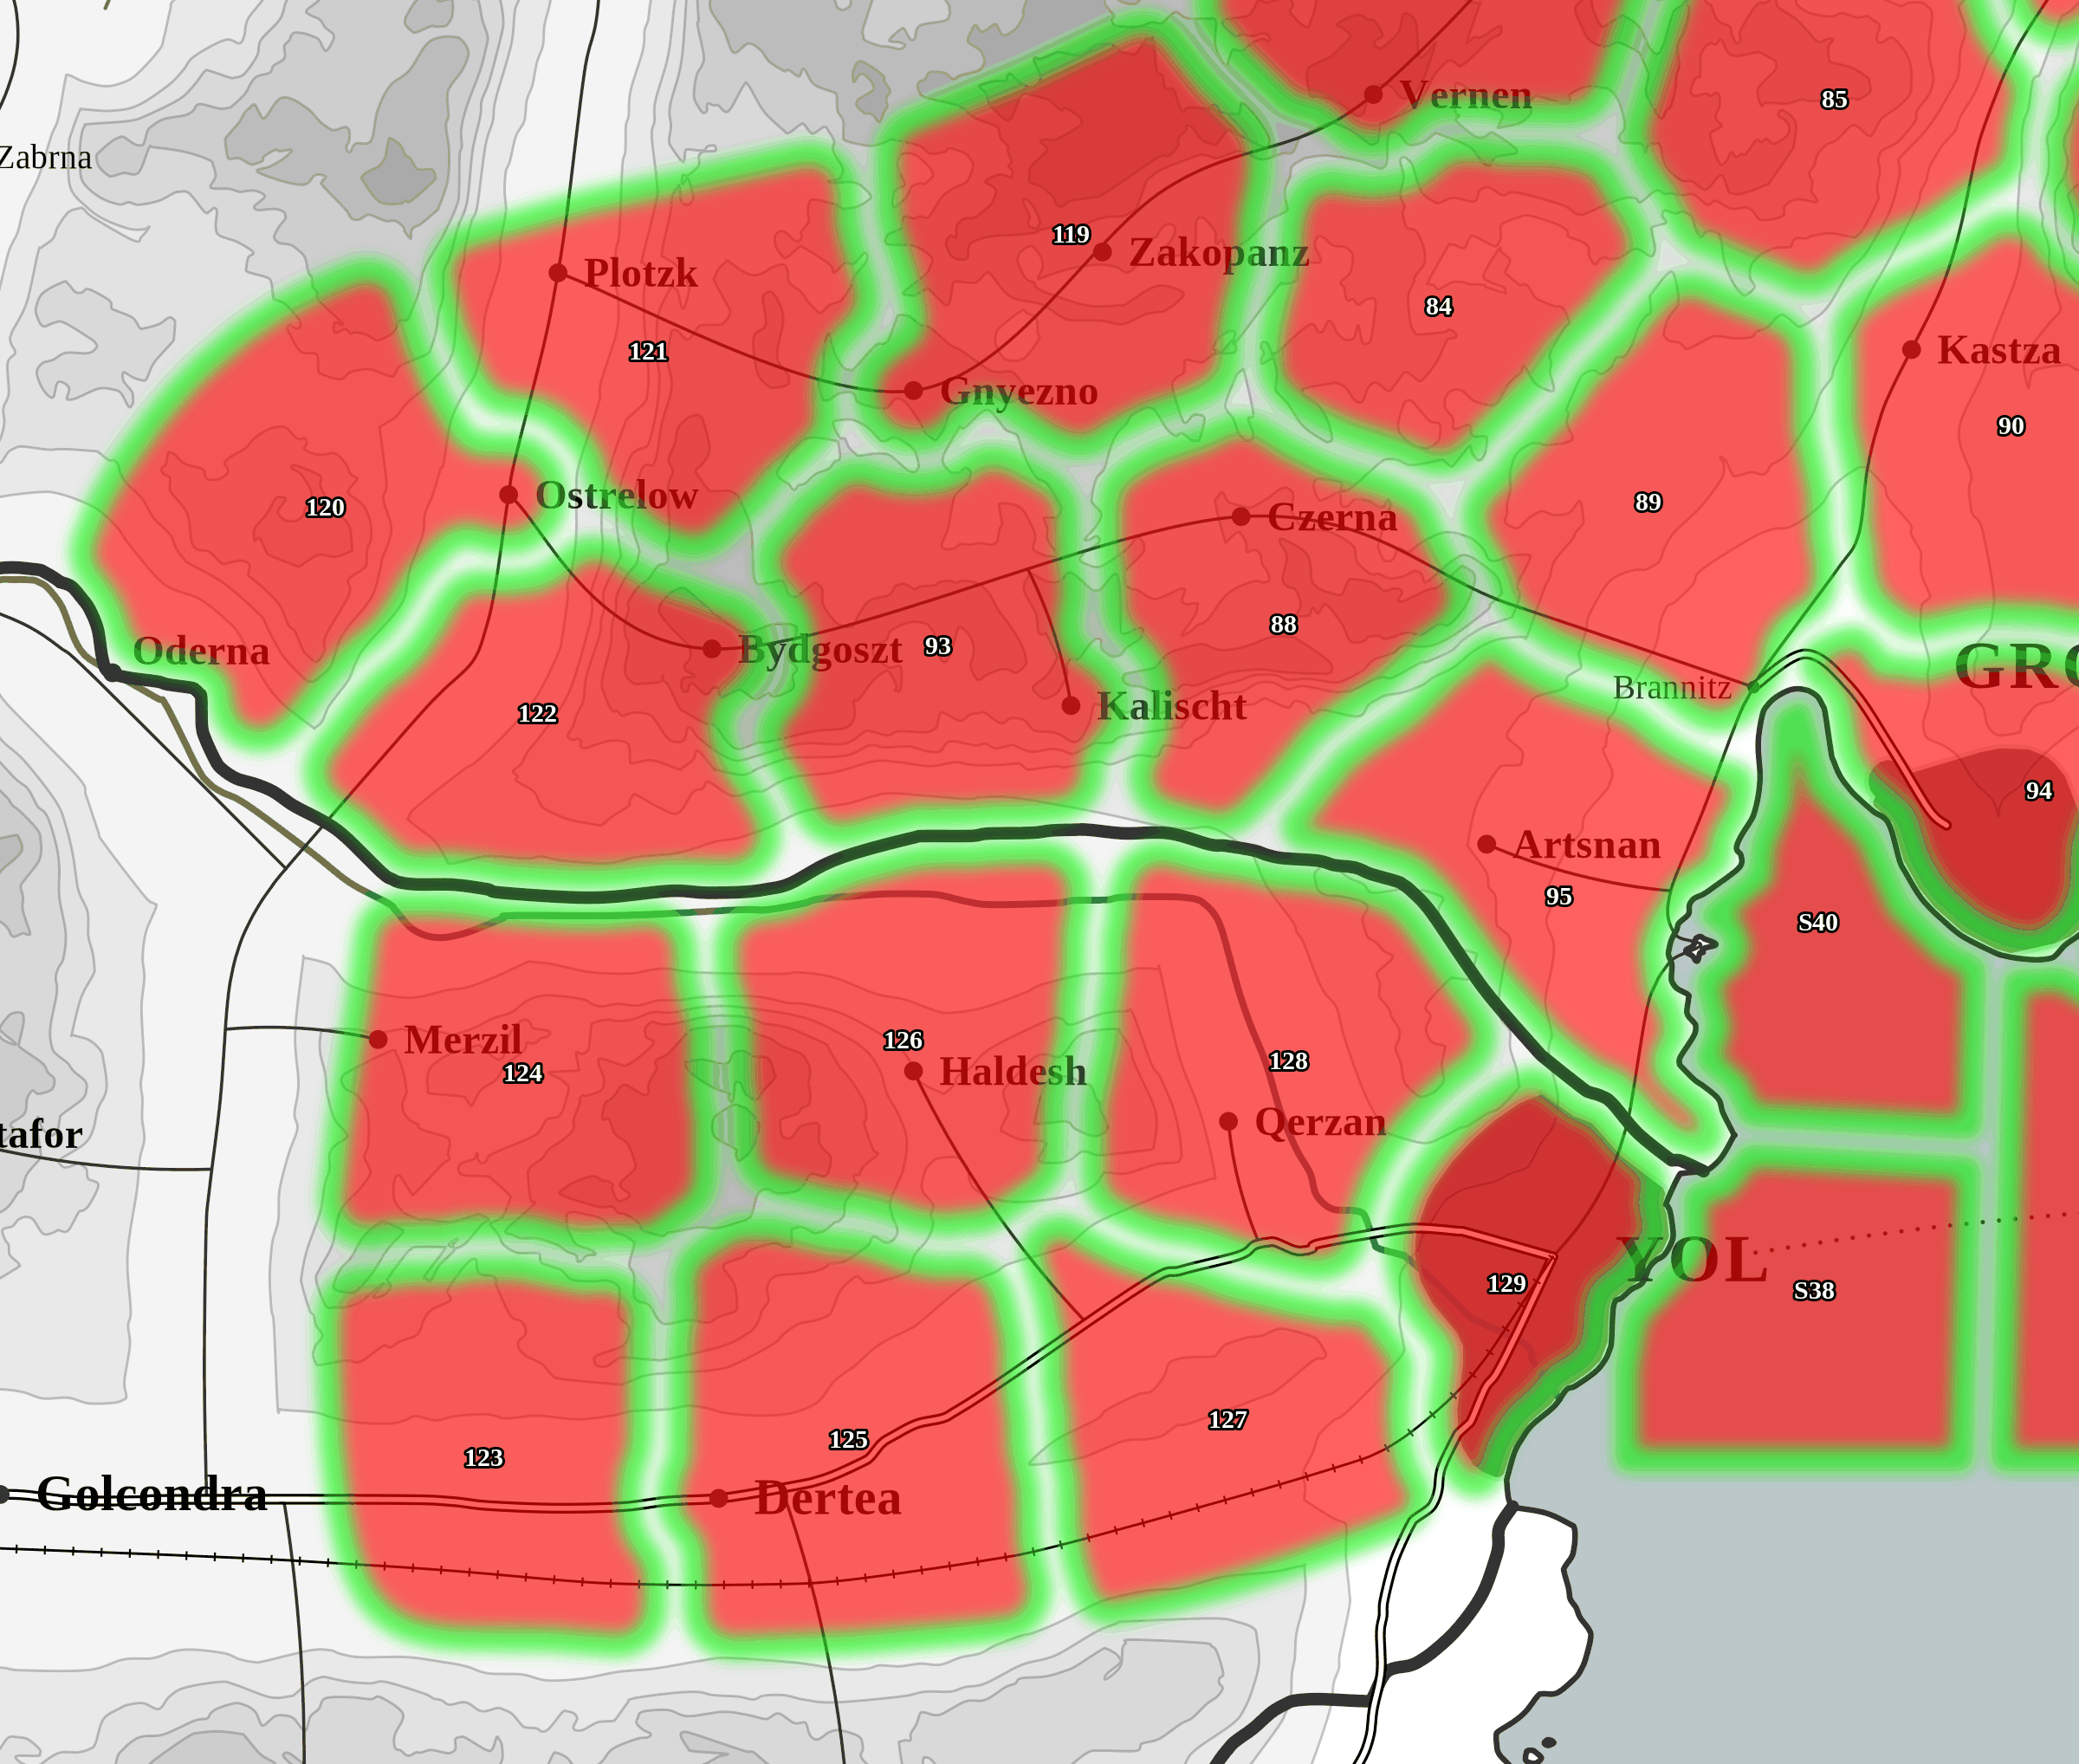 Vernen
85
Zabrna
119
Zakopanz
Plotzk
84
121
Kastza
Gnyezno
90
Ostrelow
120
89
Czerna
88
Oderna
Bydgoszt
93
GRO
Brannitz
Kalischt
122
94
Artsnan
95
S40
Merzil
126
128
124
Haldesh
Qerzan
tafor
YOL
129
S38
127
125
123
Golcondra
Dertea